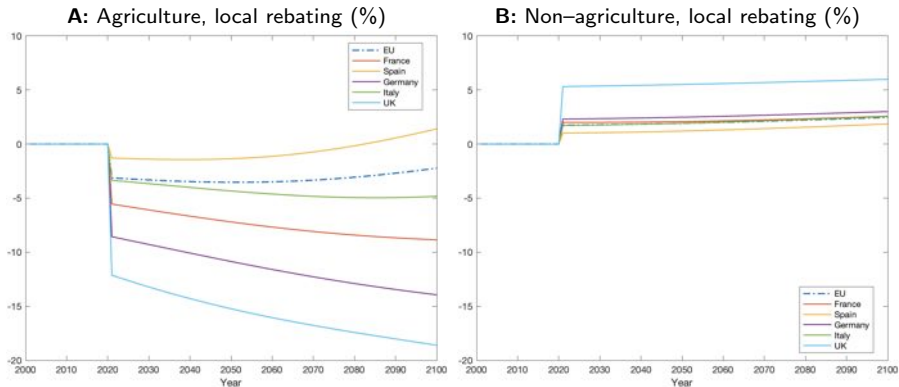 A: Agriculture, local rebating (%)
10
5
0
-5
-10
-15
-20
2000 2010 2020 2030 2040 2050 2060 2070 2080 2090 2100
Year
EU
France
Spain
Germany
Italy
UK
B: Non–agriculture, local rebating (%)
10
5
0
-5
-10
-15
-20
2000 2010 2020 2030 2040 2050 2060 2070 2080 2090 2100
Year
EU
France
Spain
Germany
Italy
UK